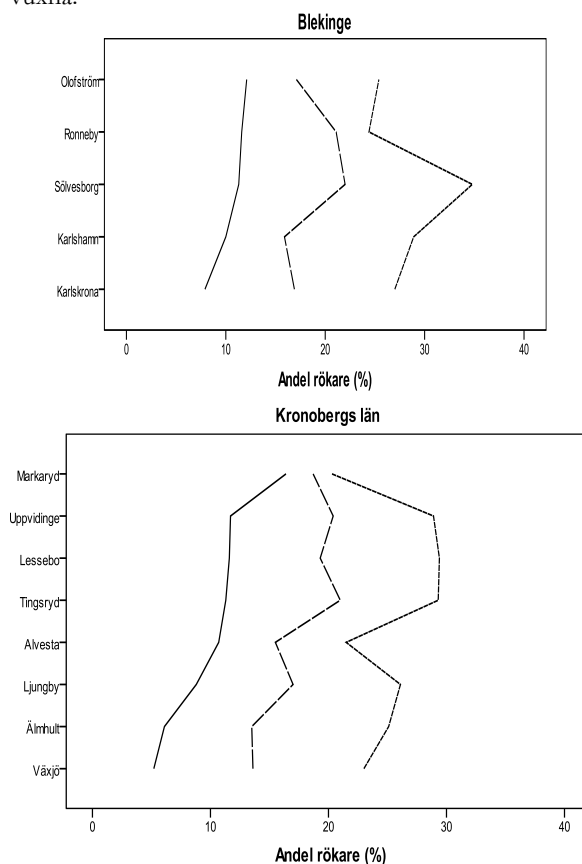 vuxna.
Blekinge
Olofström
Ronneby
Sölvesborg
Karlshamn
Karlskrona
0 10 20 30 40
Andel rökare (%)
Kronobergs län
Markaryd
Uppvidinge
Lessebo
Tingsryd
Alvesta
Ljungby
Älmhult
Växjö
0 10 20 30 40
Andel rökare (%)